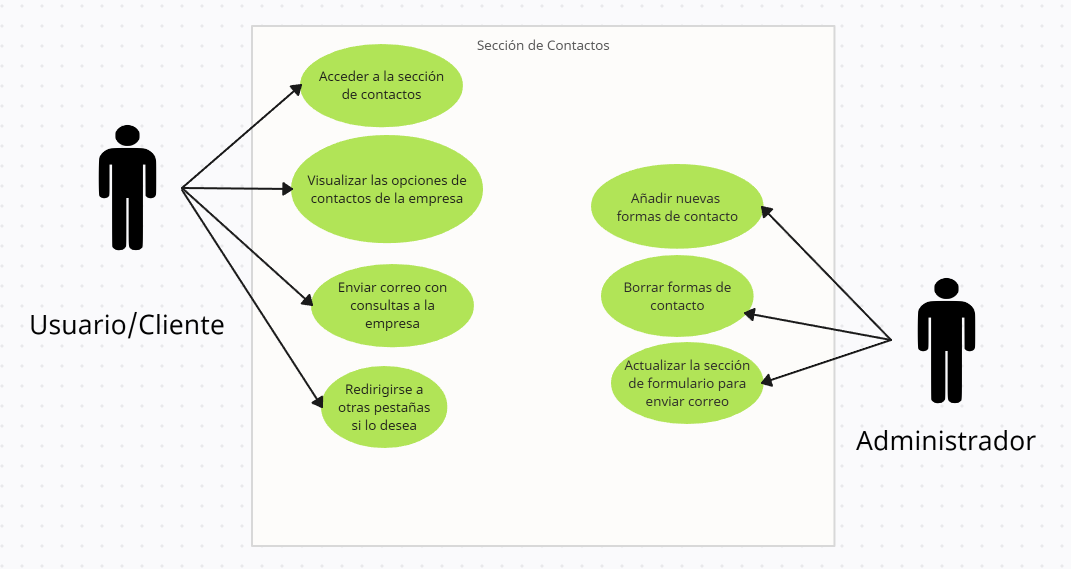 Sección de Contactos
Acceder a la sección
de contactos
Visualizar las opciones de
contactos de la empresa
Enviar correo con
consultas a la
empresa
Redirigirse a
otras pestañas
si lo desea
Usuario/Cliente
Añadir nuevas
formas de contacto
Borrar formas de
contacto
Actualizar la sección
de formulario para
enviar correo
Administrador